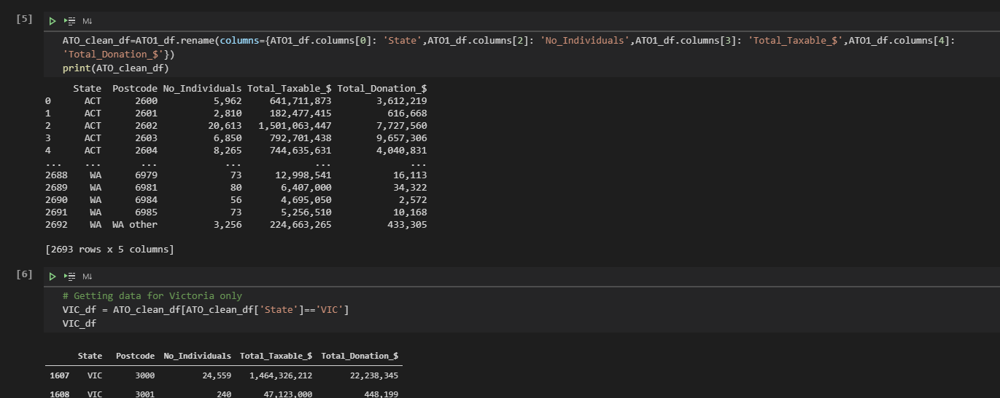 [5]
M↓
ATO_clean_df=ATO1_df.rename(columns={ATO1_df.columns[0]: 'State',ATO1_df.columns[2]: 'No_Individuals',ATO1_df.columns[3]: 'Total_Taxable_$',ATO1_df.columns[4]:
'Total_Donation_$'})
print(ATO_clean_df)
State Postcode No_Individuals Total_Taxable_$ Total_Donation_$
0 ACT 2600 5,962 641,711,873 3,612,219
1 ACT 2601 2,810 182,477,415 616,668
2 ACT 2602 20,613 1,501,063,447 7,727,560
3 ACT 2603 6,850 792,701,438 9,657,306
4 ACT 2604 8,265 744,635,631 4,040,831
... ... ... ... ... ...
2688 WA 6979 73 12,998,541 16,113
2689 WA 6981 80 6,407,000 34,322
2690 WA 6984 56 4,695,050 2,572
2691 WA 6985 73 5,256,510 10,168
2692 WA WA other 3,256 224,663,265 433,305
[2693 rows x 5 columns]
[6]
M↓
# Getting data for Victoria only
VIC_df = ATO_clean_df[ATO_clean_df['State']=='VIC']
VIC_df
State Postcode No_Individuals Total_Taxable_$ Total_Donation_$
1607 VIC 3000 24,559 1,464,326,212 22,238,345
1608 VIC 3001 240 47,123,000 448,199